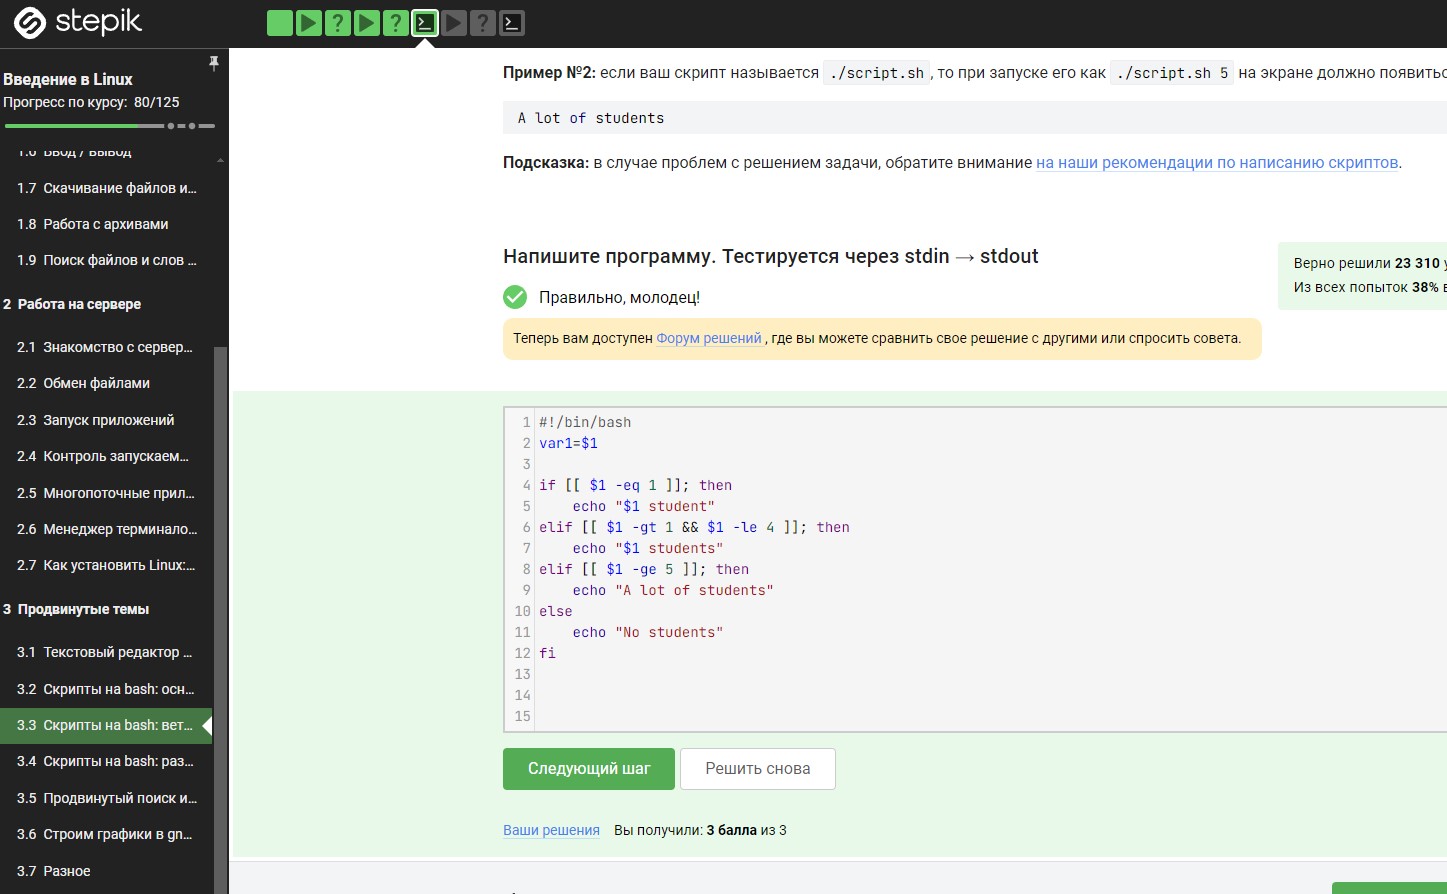 stepik
Введение в Linux
Прогресс по курсу: 80/125
1.6 Ввод / вывод
1.7 Скачивание файлов и...
1.8 Работа с архивами
1.9 Поиск файлов и слов ...
2 Работа на сервере
2.1 Знакомство с сервер...
2.2 Обмен файлами
2.3 Запуск приложений
2.4 Контроль запускаем...
2.5 Многопоточные прил...
2.6 Менеджер терминало...
2.7 Как установить Linux:...
3 Продвинутые темы
3.1 Текстовый редактор ...
3.2 Скрипты на bash: осн...
3.3 Скрипты на bash: вет...
3.4 Скрипты на bash: раз...
3.5 Продвинутый поиск и...
3.6 Строим графики в gn...
3.7 Разное
Пример №2: если ваш скрипт называется ./script.sh , то при запуске его как ./script.sh 5 на экране должно появитьс
A lot of students
Подсказка: в случае проблем с решением задачи, обратите внимание на наши рекомендации по написанию скриптов.
Напишите программу. Тестируется через stdin → stdout
Правильно, молодец!
Верно решили 23 310 у
Из всех попыток 38% в
Теперь вам доступен Форум решений , где вы можете сравнить свое решение с другими или спросить совета.
1 #!/bin/bash
2 var1=$1
3
4 if [[ $1 -eq 1 ]]; then
5 echo "$1 student"
6 elif [[ $1 -gt 1 && $1 -le 4 ]]; then
7 echo "$1 students"
8 elif [[ $1 -ge 5 ]]; then
9 echo "A lot of students"
10 else
11 echo "No students"
12 fi
13
14
15
Следующий шаг
Решить снова
Ваши решения Вы получили: 3 балла из 3